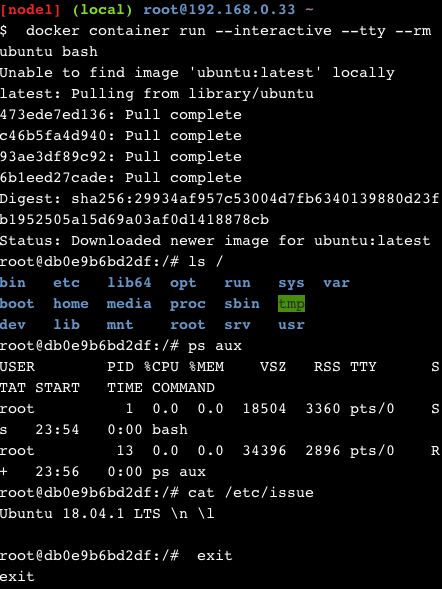 [node1] (local) root@192.168.0.33 ~
$  docker container run --interactive --tty --rm
ubuntu bash
Unable to find image 'ubuntu:latest' locally
latest: Pulling from library/ubuntu
473ede7ed136: Pull complete
c46b5fa4d940: Pull complete
93ae3df89c92: Pull complete
6b1eed27cade: Pull complete
Digest: sha256:29934af957c53004d7fb6340139880d23f
b1952505a15d69a03af0d1418878cb
Status: Downloaded newer image for ubuntu:latest
root@db0e9b6bd2df:/# ls /
bin   etc   lib64  opt   run   sys  var
boot  home  media  proc  sbin  tmp
dev   lib   mnt    root  srv   usr
root@db0e9b6bd2df:/# ps aux
USER        PID %CPU %MEM    VSZ   RSS TTY      S
TAT START   TIME COMMAND
root          1  0.0  0.0  18504  3360 pts/0    S
s   23:54   0:00 bash
root         13  0.0  0.0  34396  2896 pts/0    R
+   23:56   0:00 ps aux
root@db0e9b6bd2df:/# cat /etc/issue
Ubuntu 18.04.1 LTS \n \l
root@db0e9b6bd2df:/#  exit
exit